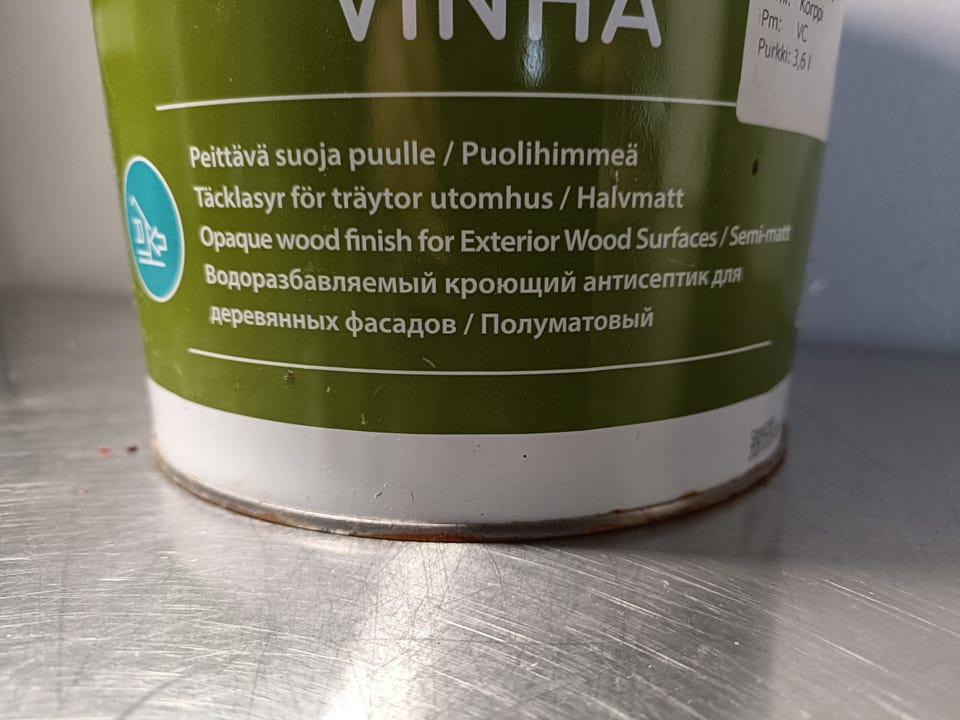 VINHA
Korppi
Pm: VC
Purkki: 3,6 l
Peittävä suoja puulle / Puolihimmeä
Täcklasyr för träytor utomhus / Halvmatt
Opaque wood finish for Exterior Wood Surfaces / Semi-matt
Водоразбавляемый кроющий антисептик для
деревянных фасадов / Полуматовый